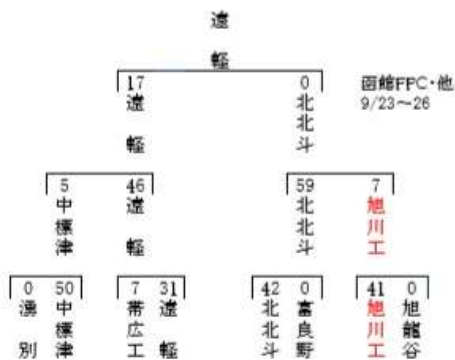 遠軽
17 0
遠軽
北北斗
函館FPC・他
9/23～26
5 46
中標津
遠軽
59 7
北北斗
旭川工
0 50
湧別
中標津
7 31
帯広工
遠軽
42 0
北北斗
富良野
41 0
旭川工
旭龍谷